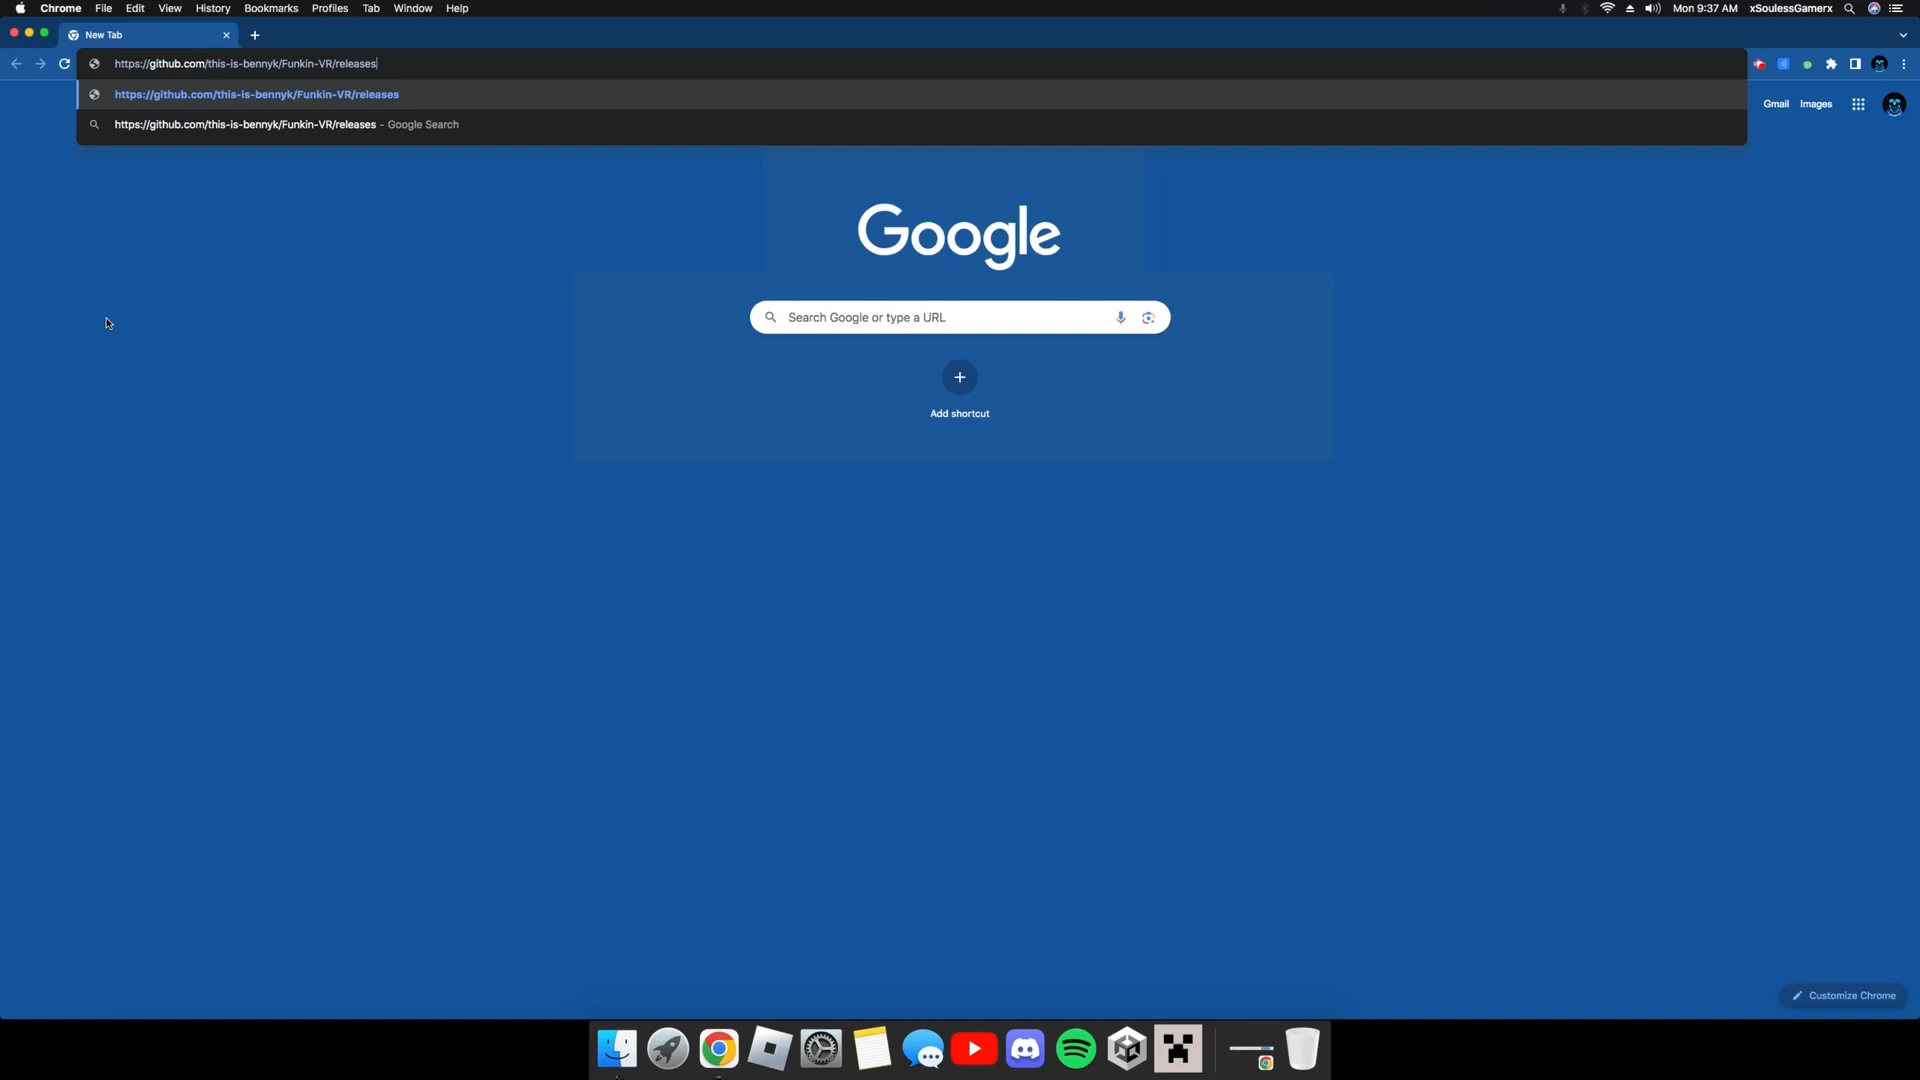 Chrome File Edit View History Bookmarks Profiles Tab Window Help Mon 9:37 AM xSoulessGamerx
New Tab
https://github.com/this-is-bennyk/Funkin-VR/releases
https://github.com/this-is-bennyk/Funkin-VR/releases
https://github.com/this-is-bennyk/Funkin-VR/releases - Google Search
Gmail Images
Google
Search Google or type a URL
Add shortcut
Customize Chrome